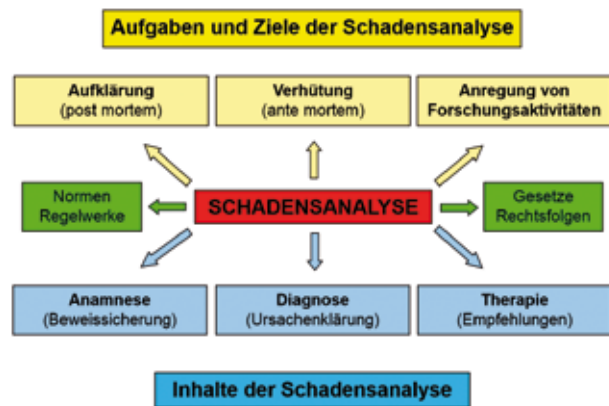 Aufgaben und Ziele der Schadensanalyse
Aufklärung
(post mortem)
Verhütung
(ante mortem)
Anregung von
Forschungsaktivitäten
Normen
Regelwerke
SCHADENSANALYSE
Gesetze
Rechtsfolgen
Anamnese
(Beweissicherung)
Diagnose
(Ursachenklärung)
Therapie
(Empfehlungen)
Inhalte der Schadensanalyse